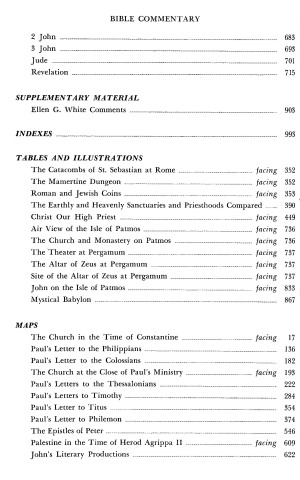 BIBLE COMMENTARY
2 John 683
3 John 693
Jude 701
Revelation 715
SUPPLEMENTARY MATERIAL
Ellen G. White Comments 903
INDEXES 993
TABLES AND ILLUSTRATIONS
The Catacombs of St. Sebastian at Rome facing 352
The Mamertine Dungeon facing 352
Roman and Jewish Coins facing 353
The Earthly and Heavenly Sanctuaries and Priesthoods Compared 390
Christ Our High Priest facing 449
Air View of the Isle of Patmos facing 736
The Church and Monastery on Patmos facing 736
The Theater at Pergamum facing 737
The Altar of Zeus at Pergamum facing 737
Site of the Altar of Zeus at Pergamum facing 737
John on the Isle of Patmos facing 833
Mystical Babylon 867
MAPS
The Church in the Time of Constantine facing 17
Paul's Letter to the Philippians 136
Paul's Letter to the Colossians 182
The Church at the Close of Paul's Ministry facing 193
Paul's Letters to the Thessalonians 222
Paul's Letters to Timothy 284
Paul's Letter to Titus 354
Paul's Letter to Philemon 374
The Epistles of Peter 546
Palestine in the Time of Herod Agrippa II facing 609
John's Literary Productions 622